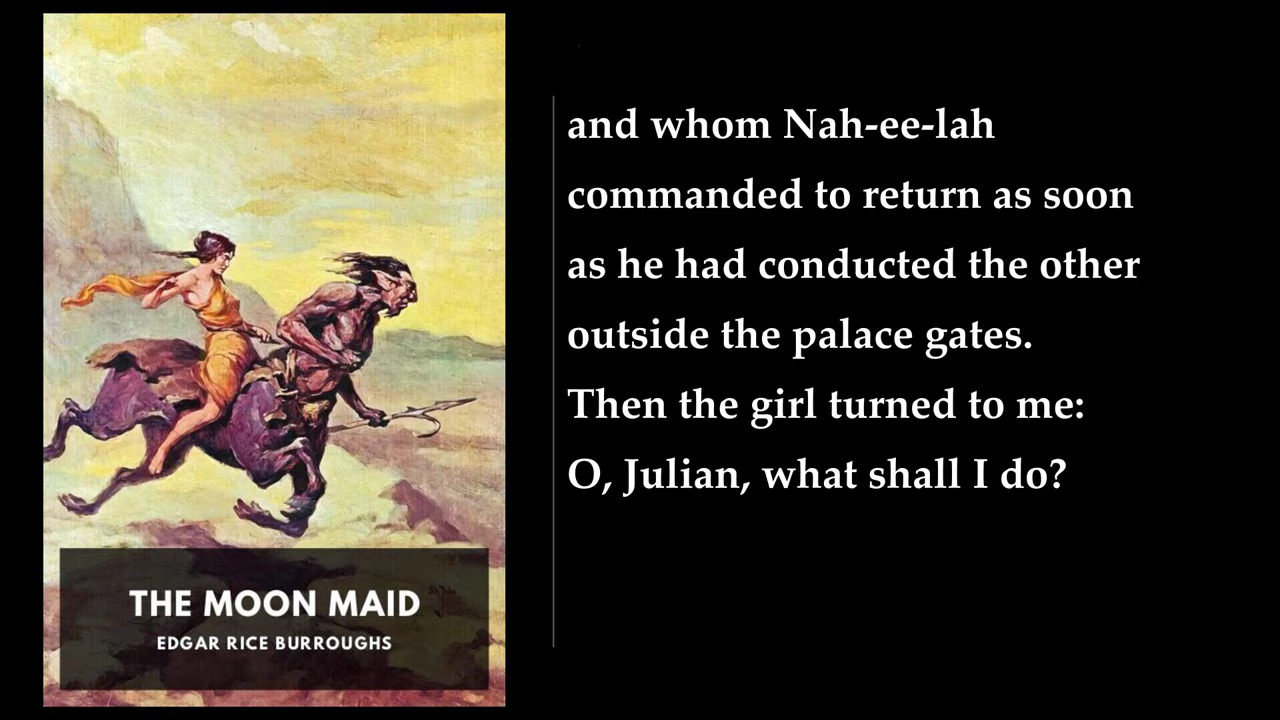 and whom Nah-ee-lah
commanded to return as soon
as he had conducted the other
outside the palace gates.
Then the girl turned to me:
O, Julian, what shall I do?
THE MOON MAID
EDGAR RICE BURROUGHS